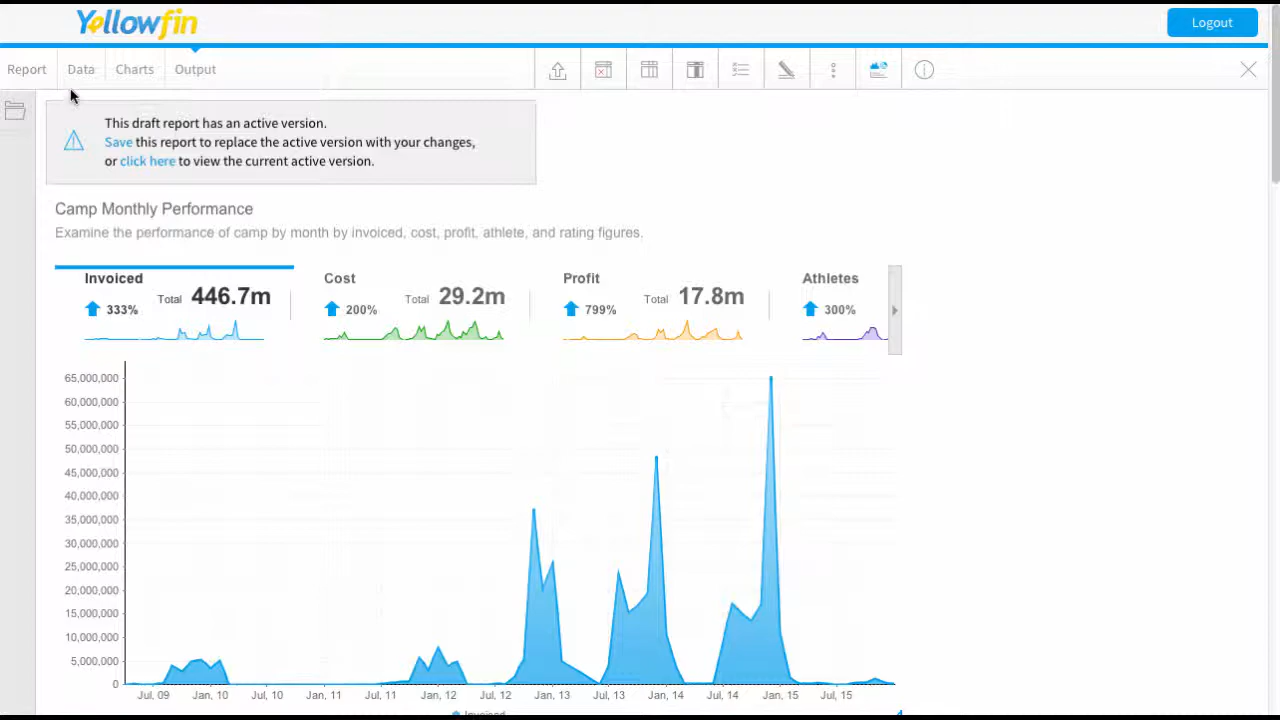 Yellowfin
Logout
Report Data Charts Output
This draft report has an active version.
Save this report to replace the active version with your changes,
or click here to view the current active version.
Camp Monthly Performance
Examine the performance of camp by month by invoiced, cost, profit, athlete, and rating figures.
Invoiced Cost Profit Athletes
333% Total 446.7m 200% Total 29.2m 799% Total 17.8m 300%
65,000,000
60,000,000
55,000,000
50,000,000
45,000,000
40,000,000
35,000,000
30,000,000
25,000,000
20,000,000
15,000,000
10,000,000
5,000,000
0
Jul, 09 Jan, 10 Jul, 10 Jan, 11 Jul, 11 Jan, 12 Jul, 12 Jan, 13 Jul, 13 Jan, 14 Jul, 14 Jan, 15 Jul, 15
Invoiced